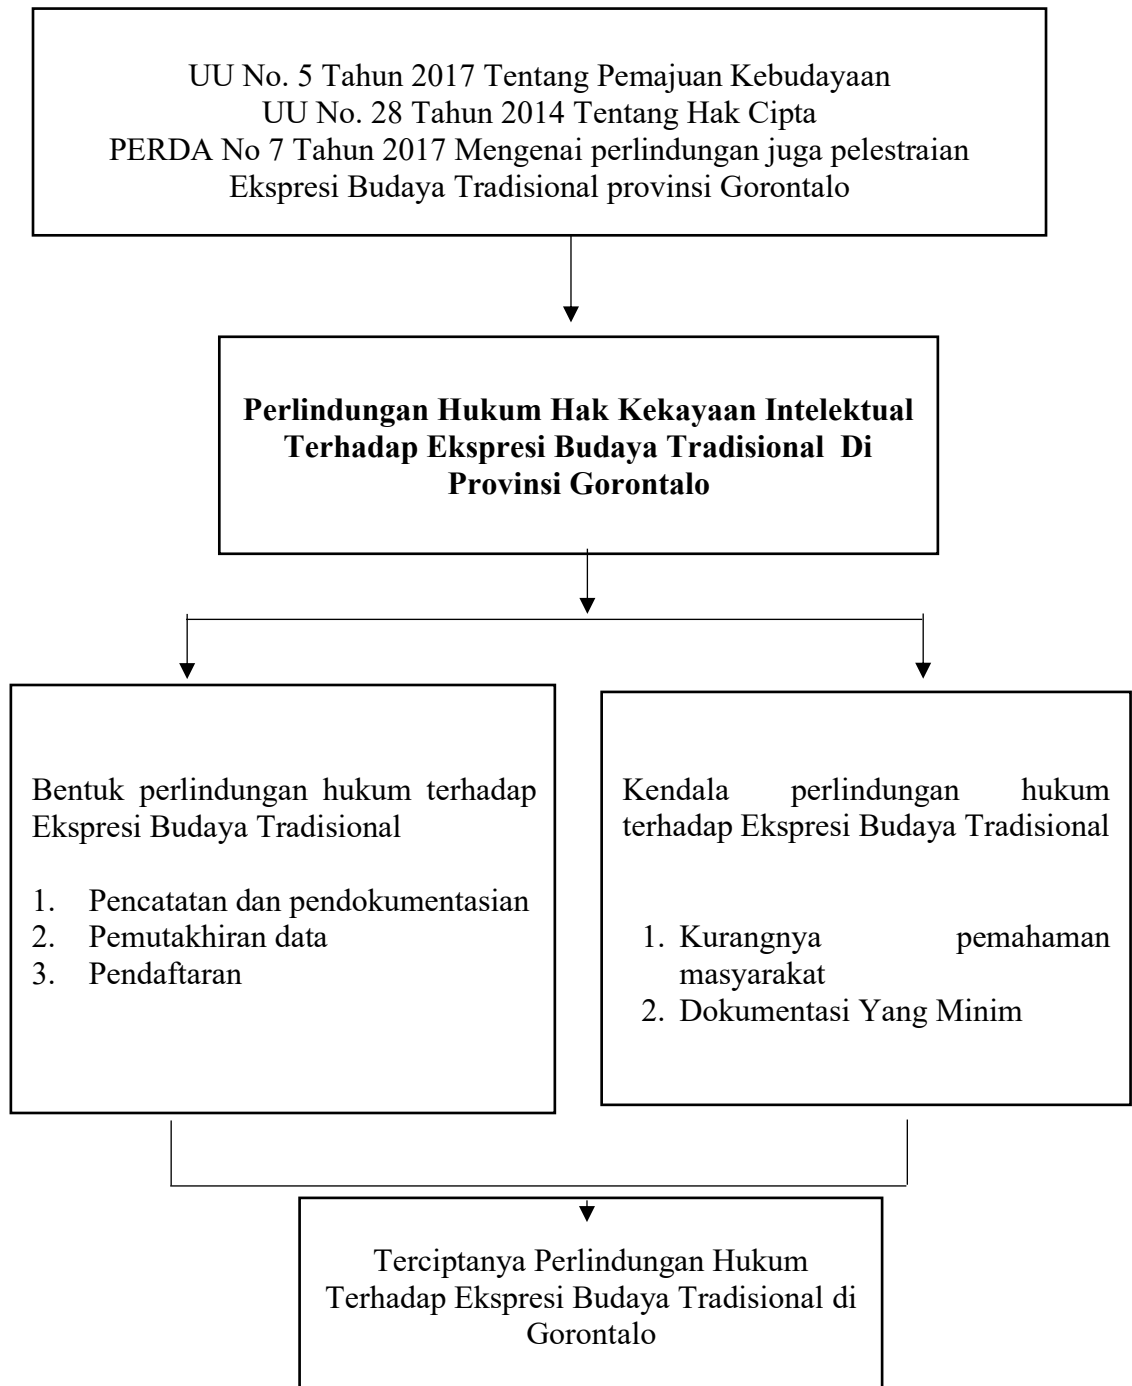 UU No. 5 Tahun 2017 Tentang Pemajuan Kebudayaan
UU No. 28 Tahun 2014 Tentang Hak Cipta
PERDA No 7 Tahun 2017 Mengenai perlindungan juga pelestraian
Ekspresi Budaya Tradisional provinsi Gorontalo
Perlindungan Hukum Hak Kekayaan Intelektual
Terhadap Ekspresi Budaya Tradisional Di
Provinsi Gorontalo
Bentuk perlindungan hukum terhadap
Ekspresi Budaya Tradisional
1. Pencatatan dan pendokumentasian
2. Pemutakhiran data
3. Pendaftaran
Kendala perlindungan hukum
terhadap Ekspresi Budaya Tradisional
1. Kurangnya pemahaman
masyarakat
2. Dokumentasi Yang Minim
Terciptanya Perlindungan Hukum
Terhadap Ekspresi Budaya Tradisional di
Gorontalo